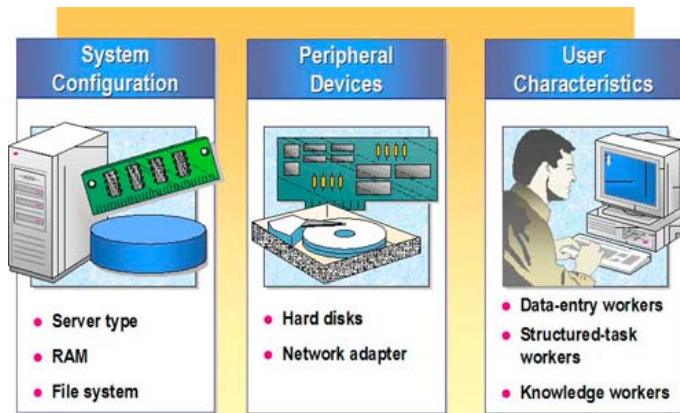 System
Configuration
Server type
RAM
File system
Peripheral
Devices
Hard disks
Network adapter
User
Characteristics
Data-entry workers
Structured-task
workers
Knowledge workers